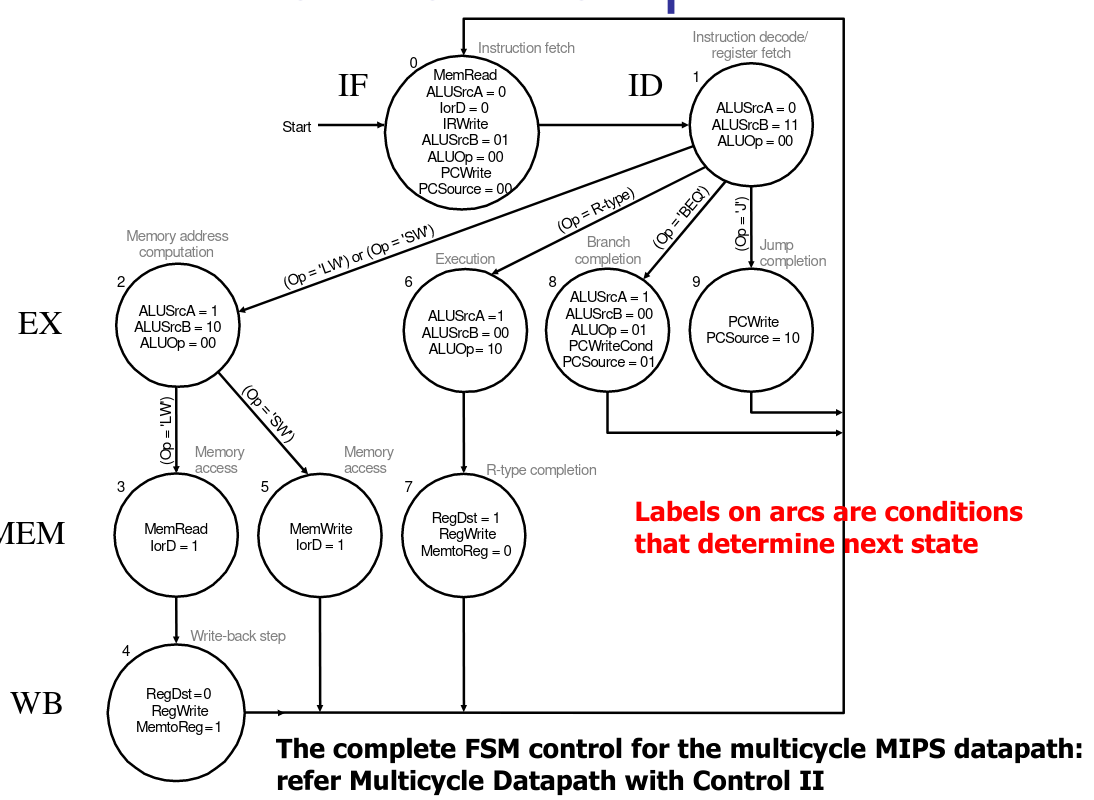 Instruction fetch
Instruction decode/
register fetch
0
IF
MemRead
ALUSrcA = 0
IorD = 0
IRWrite
ALUSrcB = 01
ALUOp = 00
PCWrite
PCSource = 00
Start
1
ID
ALUSrcA = 0
ALUSrcB = 11
ALUOp = 00
(Op = 'LW') or (Op = 'SW')
(Op = R-type)
(Op = 'BEQ')
(Op = 'J')
EX
Memory address
computation
2
ALUSrcA = 1
ALUSrcB = 10
ALUOp = 00
Execution
6
ALUSrcA =1
ALUSrcB = 00
ALUOp= 10
Branch
completion
8
ALUSrcA = 1
ALUSrcB = 00
ALUOp = 01
PCWriteCond
PCSource = 01
Jump
completion
9
PCWrite
PCSource = 10
(Op = 'LW')
(Op = 'SW')
MEM
Memory
access
3
MemRead
IorD = 1
Memory
access
5
MemWrite
IorD = 1
R-type completion
7
RegDst = 1
RegWrite
MemtoReg = 0
Labels on arcs are conditions
that determine next state
WB
Write-back step
4
RegDst=0
RegWrite
MemtoReg=1
The complete FSM control for the multicycle MIPS datapath:
refer Multicycle Datapath with Control II